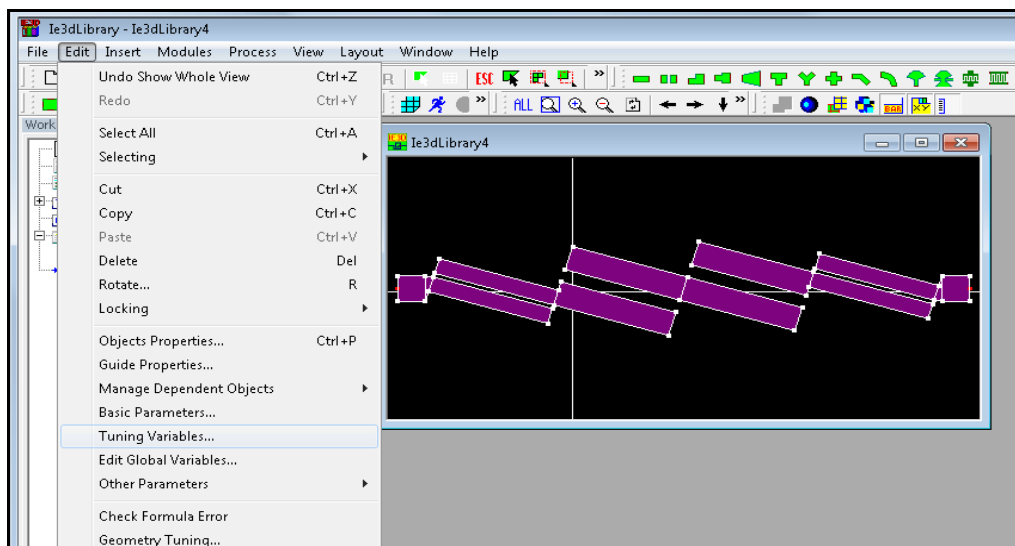 Ie3dLibrary - Ie3dLibrary4
File Edit Insert Modules Process View Layout Window Help
R ESC » 
» ALL » BAR XY
Work
Undo Show Whole View Ctrl+Z
Redo Ctrl+Y
Select All Ctrl+A
Selecting
Cut Ctrl+X
Copy Ctrl+C
Paste Ctrl+V
Delete Del
Rotate... R
Locking
Objects Properties... Ctrl+P
Guide Properties...
Manage Dependent Objects
Basic Parameters...
Tuning Variables...
Edit Global Variables...
Other Parameters
Check Formula Error
Geometry Tuning...
Ie3dLibrary4